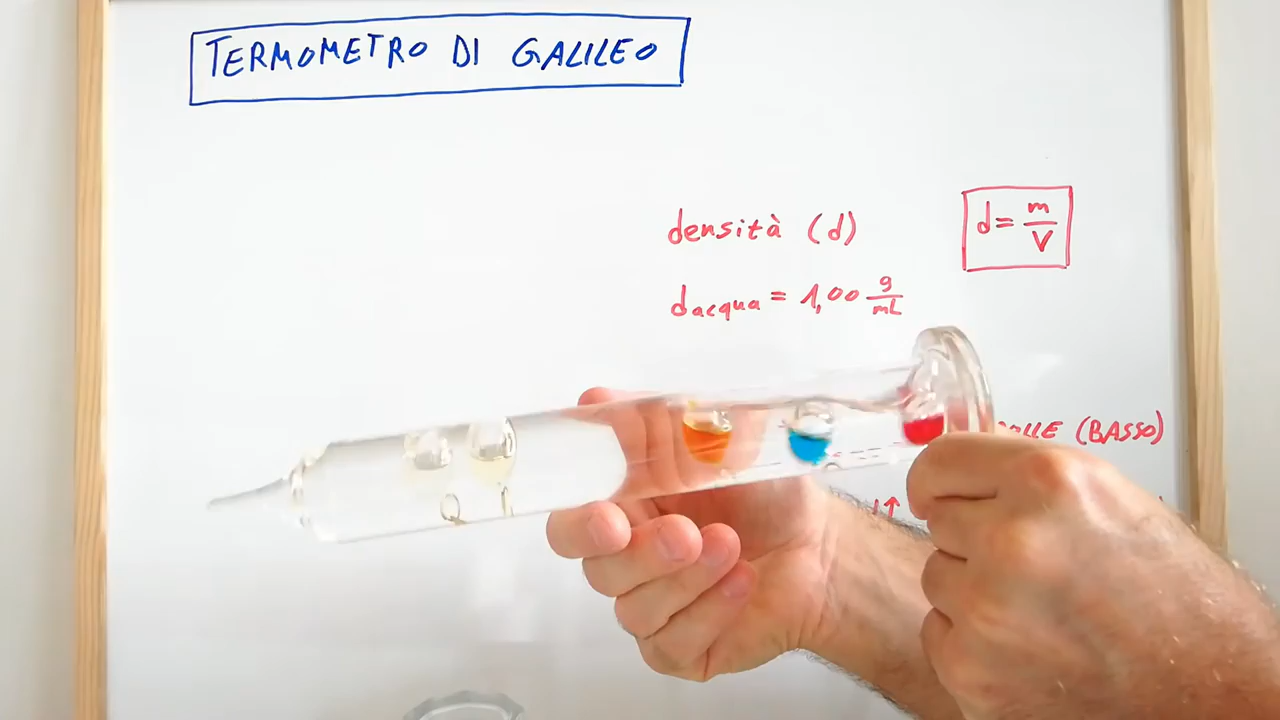 TERMOMETRO DI GALILEO
densità (d)
d = m/V
dacqua = 1,00 g/mL
(BASSO)
↑